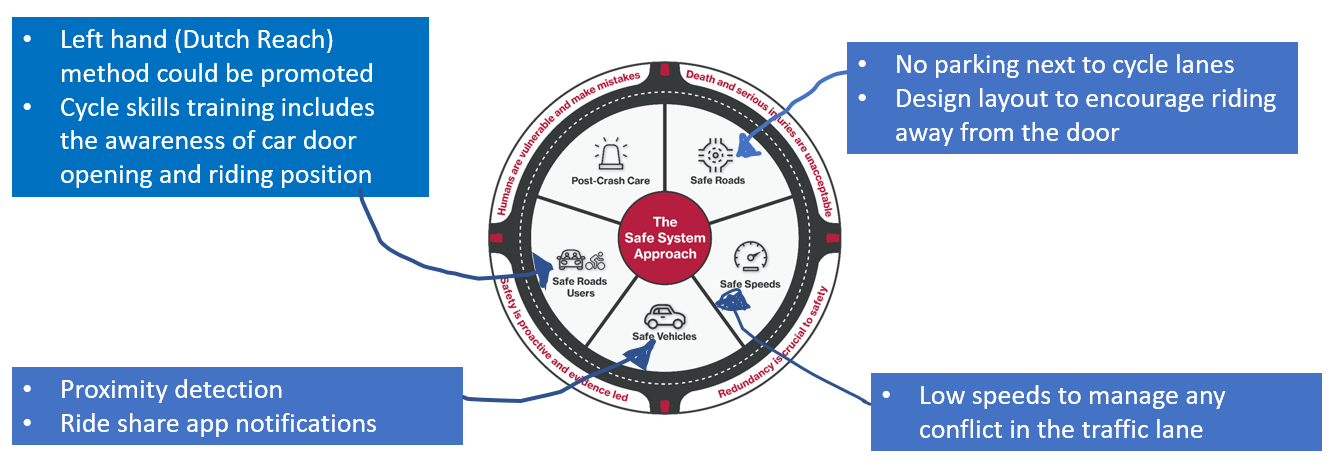 • Left hand (Dutch Reach)
method could be promoted
• Cycle skills training includes
the awareness of car door
opening and riding position
• No parking next to cycle lanes
• Design layout to encourage riding
away from the door
Humans are vulnerable and make mistakes
Death and serious injuries are unacceptable
Post-Crash Care
Safe Roads
The
Safe System
Approach
Safe Roads
Users
Safe Speeds
Safe Vehicles
Safety is proactive and evidence led
Redundancy is crucial to safety
• Proximity detection
• Ride share app notifications
• Low speeds to manage any
conflict in the traffic lane